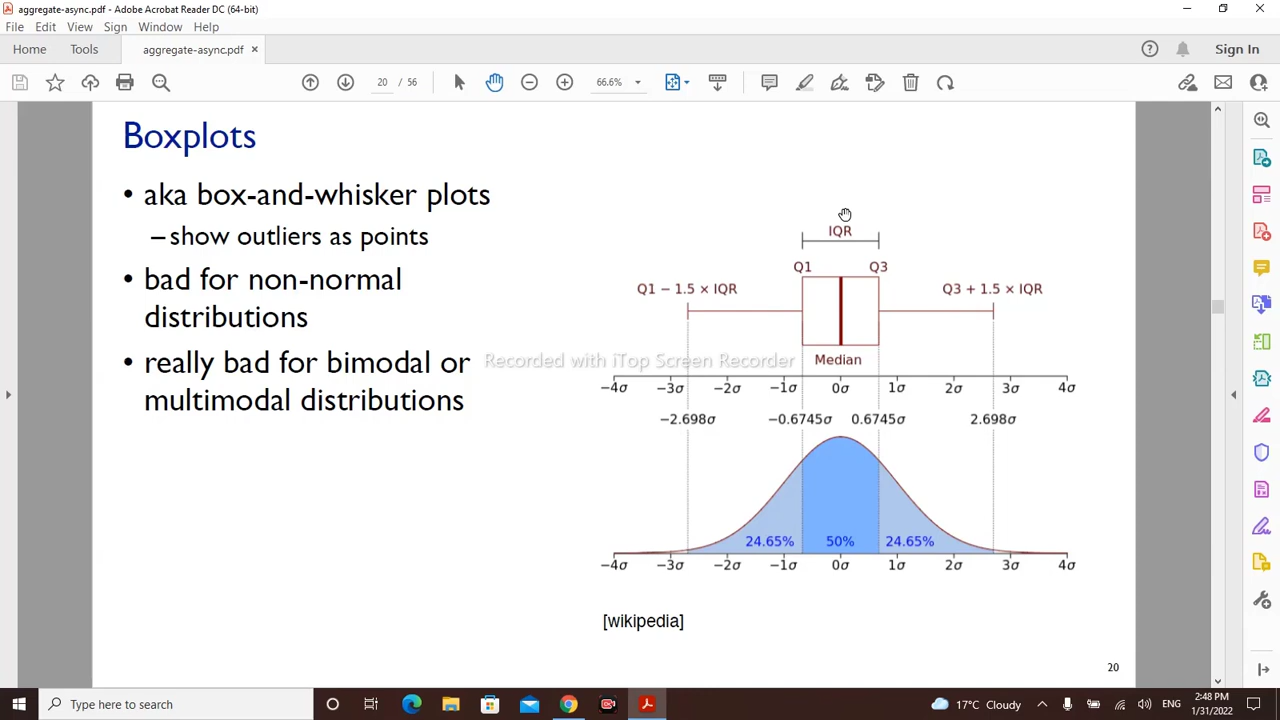 aggregate-async.pdf - Adobe Acrobat Reader DC (64-bit)
File Edit View Sign Window Help
Home Tools aggregate-async.pdf × Sign In
20 / 56 66.6%
Boxplots
• aka box-and-whisker plots
– show outliers as points
• bad for non-normal
distributions
• really bad for bimodal or
multimodal distributions
IQR
Q1 Q3
Q1 − 1.5 × IQR Q3 + 1.5 × IQR
Recorded with iTop Screen Recorder
Median
−4σ −3σ −2σ −1σ 0σ 1σ 2σ 3σ 4σ
−2.698σ −0.6745σ 0.6745σ 2.698σ
24.65% 50% 24.65%
−4σ −3σ −2σ −1σ 0σ 1σ 2σ 3σ 4σ
[wikipedia]
20
Type here to search
17°C Cloudy ENG 2:48 PM
1/31/2022